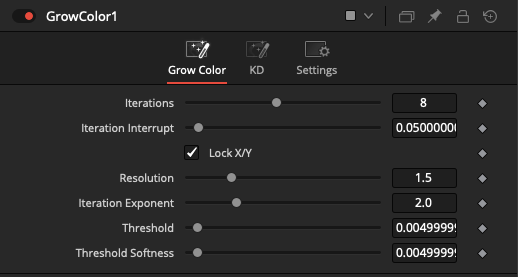 GrowColor1
Grow Color KD Settings
Iterations 8
Iteration Interrupt 0.0500000
Lock X/Y
Resolution 1.5
Iteration Exponent 2.0
Threshold 0.0049999
Threshold Softness 0.0049999